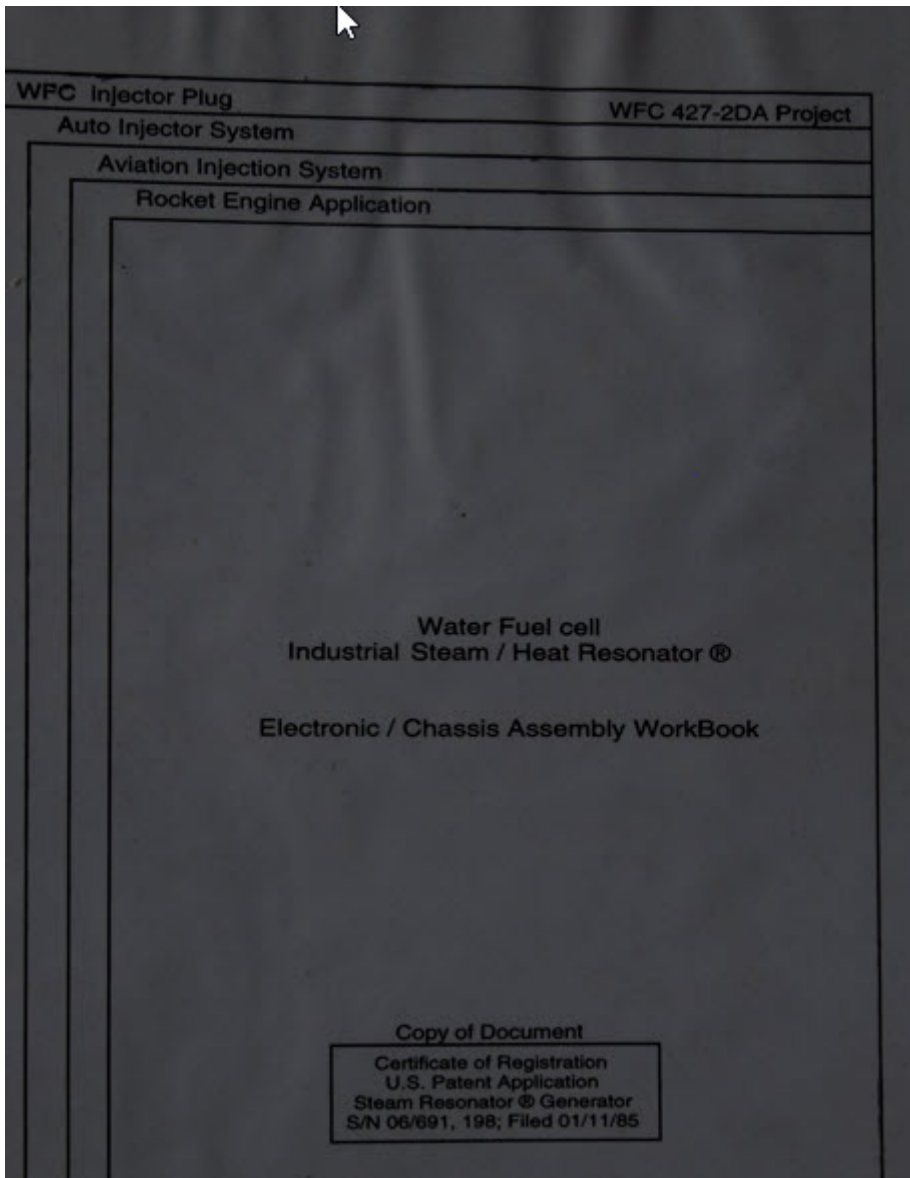 WFC Injector Plug
WFC 427-2DA Project
Auto Injector System
Aviation Injection System
Rocket Engine Application
Water Fuel cell
Industrial Steam / Heat Resonator ®
Electronic / Chassis Assembly WorkBook
Copy of Document
Certificate of Registration
U.S. Patent Application
Steam Resonator ® Generator
S/N 06/691, 198; Filed 01/11/85